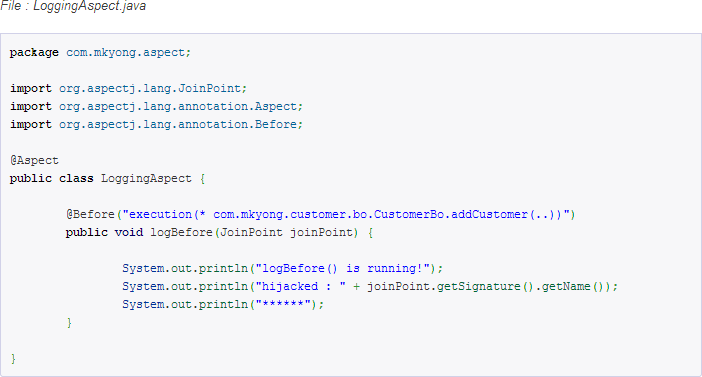 File : LoggingAspect.java
package com.mkyong.aspect;
import org.aspectj.lang.JoinPoint;
import org.aspectj.lang.annotation.Aspect;
import org.aspectj.lang.annotation.Before;
@Aspect
public class LoggingAspect {
@Before("execution(* com.mkyong.customer.bo.CustomerBo.addCustomer(..))")
public void logBefore(JoinPoint joinPoint) {
System.out.println("logBefore() is running!");
System.out.println("hijacked : " + joinPoint.getSignature().getName());
System.out.println("******");
}
}